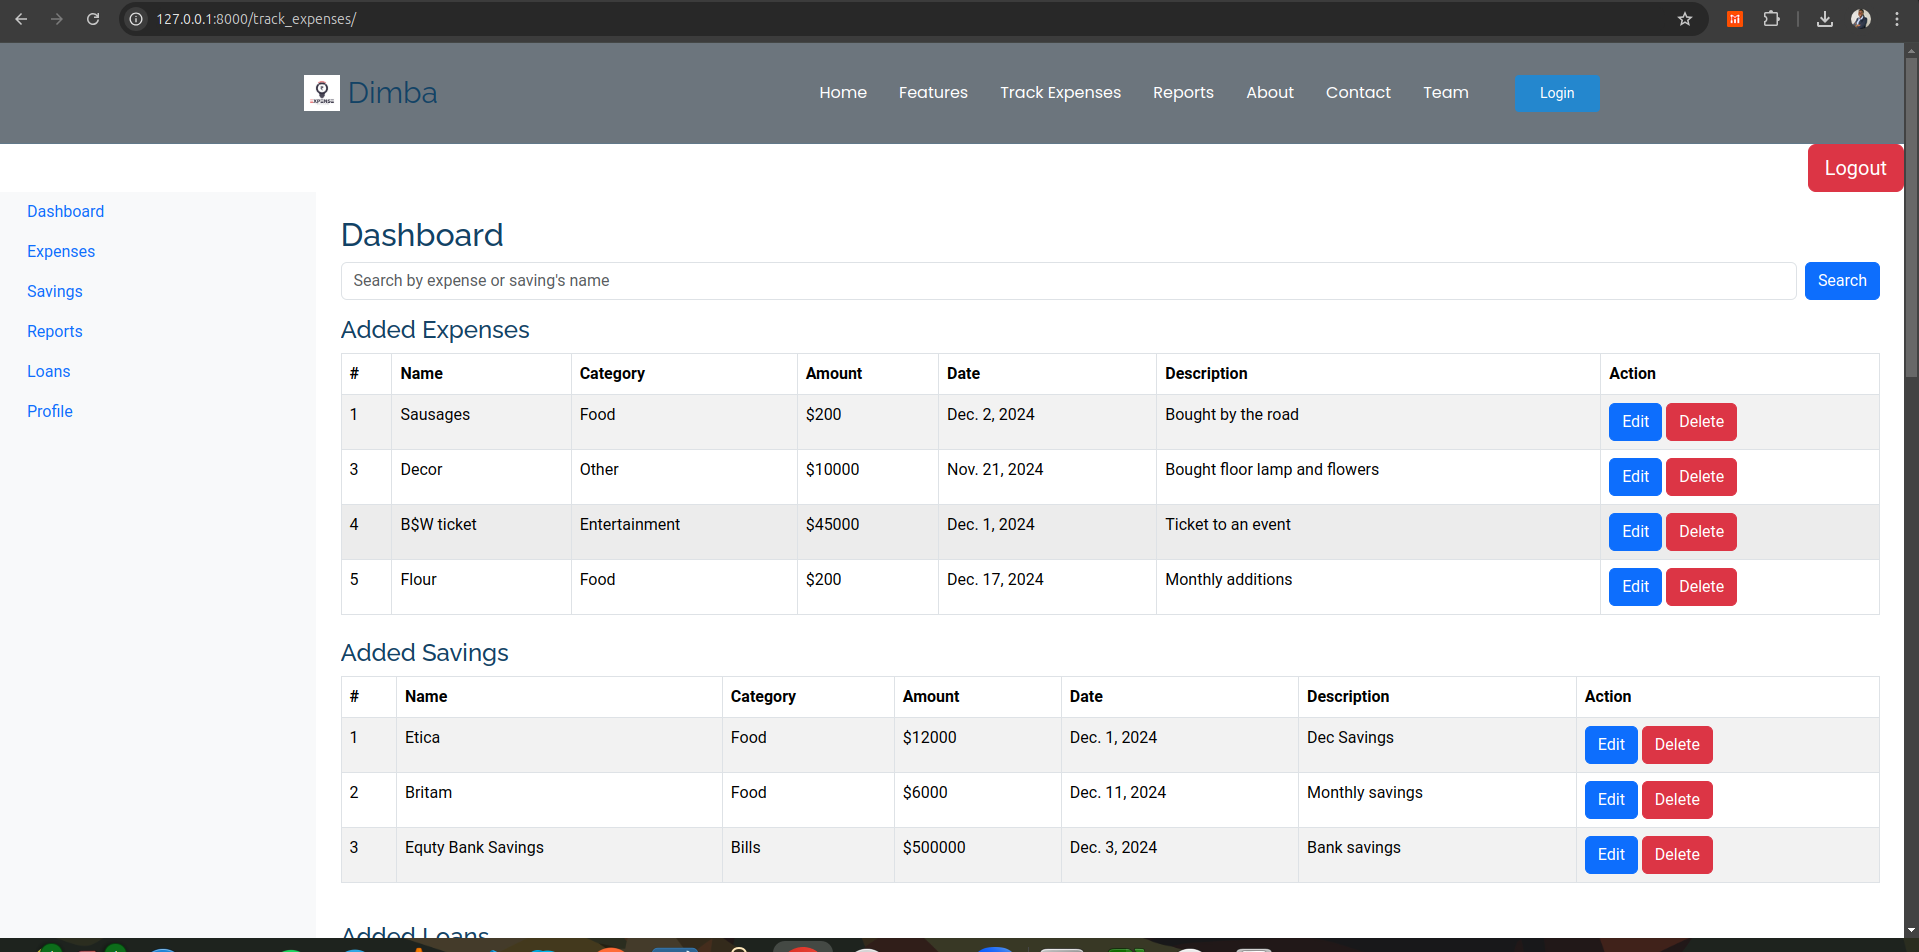 127.0.0.1:8000/track_expenses/
EXPENSE Dimba Home Features Track Expenses Reports About Contact Team Login
Logout
Dashboard
Expenses
Savings
Reports
Loans
Profile
Dashboard
Search by expense or saving's name Search
Added Expenses
# Name Category Amount Date Description Action
1 Sausages Food $200 Dec. 2, 2024 Bought by the road Edit Delete
3 Decor Other $10000 Nov. 21, 2024 Bought floor lamp and flowers Edit Delete
4 B$W ticket Entertainment $45000 Dec. 1, 2024 Ticket to an event Edit Delete
5 Flour Food $200 Dec. 17, 2024 Monthly additions Edit Delete
Added Savings
# Name Category Amount Date Description Action
1 Etica Food $12000 Dec. 1, 2024 Dec Savings Edit Delete
2 Britam Food $6000 Dec. 11, 2024 Monthly savings Edit Delete
3 Equty Bank Savings Bills $500000 Dec. 3, 2024 Bank savings Edit Delete
Added Loans